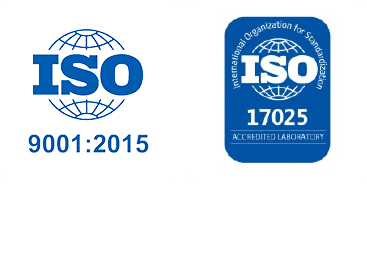 ISO
9001:2015
International Organization for Standardization
ISO
17025
ACCREDITED LABORATORY